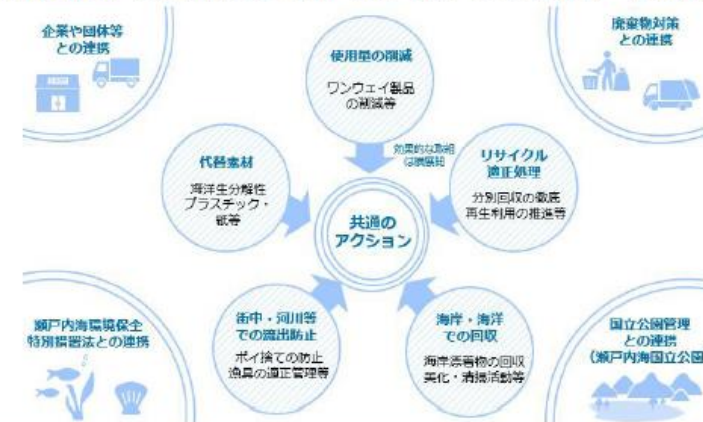 企業や団体等
との連携
使用量の削減
ワンウェイ製品
の削減等
廃棄物対策
との連携
効果的な取組
は横展開
代替素材
海洋生分解性
プラスチック・
紙等
リサイクル
適正処理
分別回収の徹底
再生利用の推進等
共通の
アクション
瀬戸内海環境保全
特別措置法との連携
街中・河川等
での流出防止
ポイ捨ての防止
漁具の適正管理等
海岸・海洋
での回収
海岸漂着物の回収
美化・清掃活動等
国立公園管理
との連携
(瀬戸内海国立公園